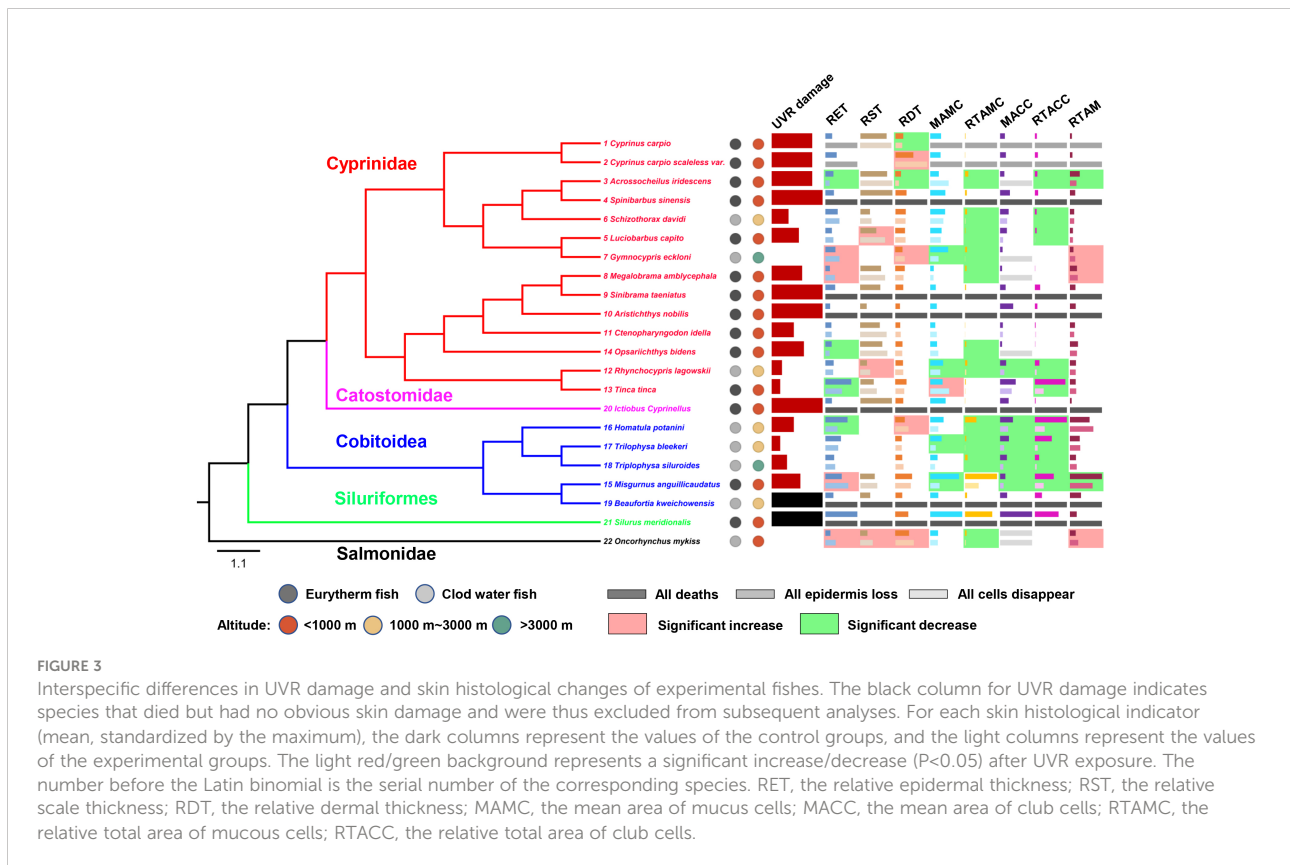 UVR damage RET RST RDT MAMC RTAMC MACC RTACC RTAM
Cyprinidae
1 Cyprinus carpio
2 Cyprinus carpio scaleless var.
3 Acrossocheilus iridescens
4 Spinibarbus sinensis
6 Schizothorax davidi
5 Luciobarbus capito
7 Gymnocypris eckloni
8 Megalobrama amblycephala
9 Sinibrama taeniatus
10 Aristichthys nobilis
11 Ctenopharyngodon idella
14 Opsariichthys bidens
12 Rhynchocypris lagowskii
13 Tinca tinca
Catostomidae
20 Ictiobus Cyprinellus
Cobitoidea
16 Homatula potanini
17 Trilophysa bleekeri
18 Triplophysa siluroides
15 Misgurnus anguillicaudatus
19 Beaufortia kweichowensis
Siluriformes
21 Silurus meridionalis
22 Oncorhynchus mykiss
Salmonidae
1.1
Eurytherm fish Clod water fish All deaths All epidermis loss All cells disappear
Altitude: <1000 m 1000 m~3000 m >3000 m Significant increase Significant decrease
FIGURE 3
Interspecific differences in UVR damage and skin histological changes of experimental fishes. The black column for UVR damage indicates
species that died but had no obvious skin damage and were thus excluded from subsequent analyses. For each skin histological indicator
(mean, standardized by the maximum), the dark columns represent the values of the control groups, and the light columns represent the values
of the experimental groups. The light red/green background represents a significant increase/decrease (P<0.05) after UVR exposure. The
number before the Latin binomial is the serial number of the corresponding species. RET, the relative epidermal thickness; RST, the relative
scale thickness; RDT, the relative dermal thickness; MAMC, the mean area of mucus cells; MACC, the mean area of club cells; RTAMC, the
relative total area of mucous cells; RTACC, the relative total area of club cells.